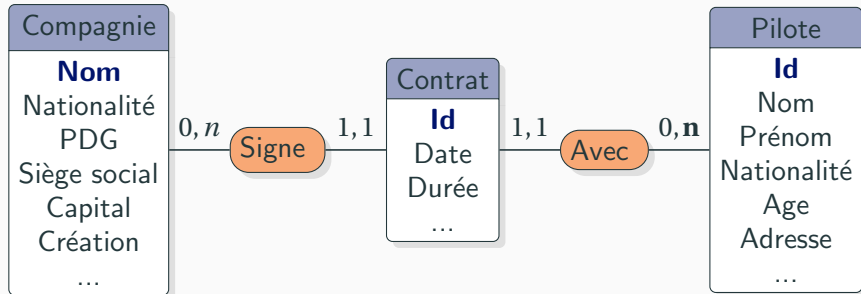 Compagnie
Nom
Nationalité
PDG
Siège social
Capital
Création
...
0, n
Signe
1, 1
Contrat
Id
Date
Durée
...
1, 1
Avec
0, n
Pilote
Id
Nom
Prénom
Nationalité
Age
Adresse
...